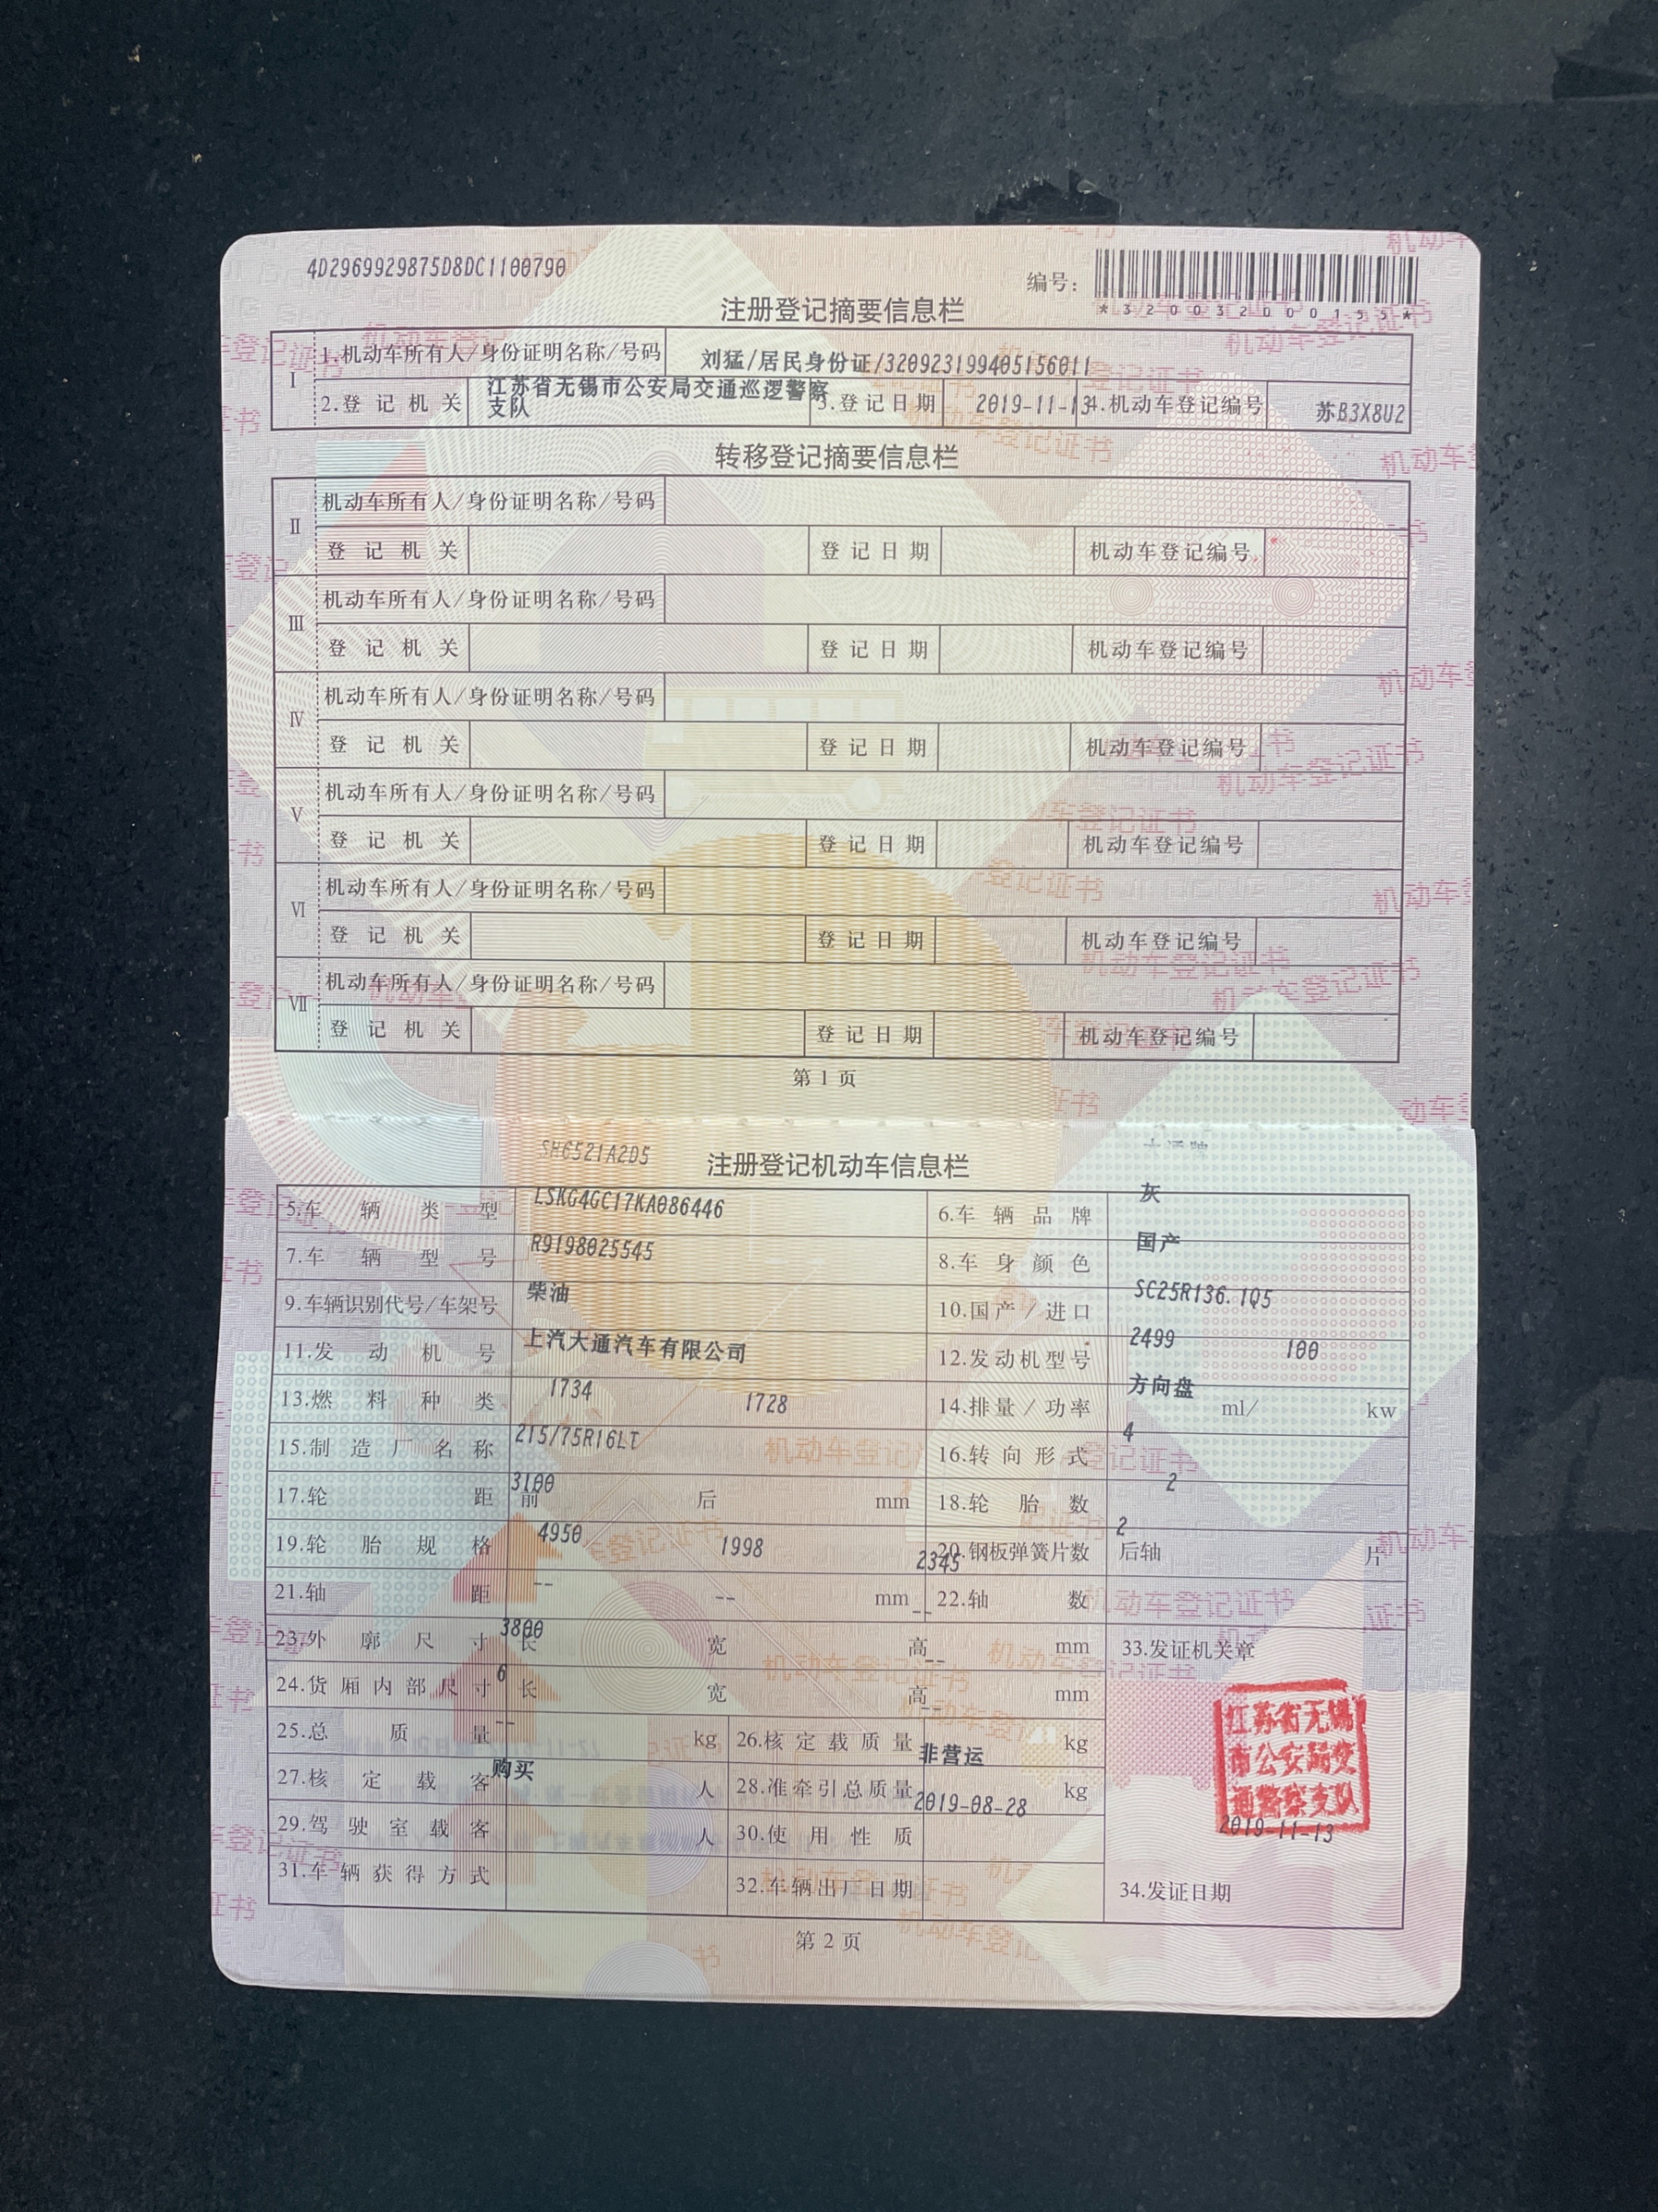 4D2969929875D8DC1100790
编号：
*320032000155*
注册登记摘要信息栏
Ⅰ
1.机动车所有人/身份证明名称/号码 刘猛/居民身份证/320923199405156011
2.登记机关 江苏省无锡市公安局交通巡逻警察支队 3.登记日期 2019-11-13 4.机动车登记编号 苏B3X8U2
转移登记摘要信息栏
Ⅱ
机动车所有人/身份证明名称/号码
登记机关 登记日期 机动车登记编号
Ⅲ
机动车所有人/身份证明名称/号码
登记机关 登记日期 机动车登记编号
Ⅳ
机动车所有人/身份证明名称/号码
登记机关 登记日期 机动车登记编号
Ⅴ
机动车所有人/身份证明名称/号码
登记机关 登记日期 机动车登记编号
Ⅵ
机动车所有人/身份证明名称/号码
登记机关 登记日期 机动车登记编号
Ⅶ
机动车所有人/身份证明名称/号码
登记机关 登记日期 机动车登记编号
第1页
SH6521A2D5
注册登记机动车信息栏
LSKG4GC17KA086446 灰
5.车辆类型 6.车辆品牌
R9198025545 国产
7.车辆型号 8.车身颜色
柴油 SC25R136.1Q5
9.车辆识别代号/车架号 10.国产/进口
上汽大通汽车有限公司 2499 100
11.发动机号 12.发动机型号
1734 1728 方向盘
13.燃料种类 14.排量/功率 ml/ kw
215/75R16LT 4
15.制造厂名称 16.转向形式
3100 2
17.轮距 前 后 mm 18.轮胎数
4950 1998 2345 2
19.轮胎规格 20.钢板弹簧片数 后轴 片
-- -- --
21.轴距 mm 22.轴数
3800 --
23.外廓尺寸 长 宽 高 mm 33.发证机关章
6 --
24.货厢内部尺寸 长 宽 高 mm
-- 非营运
25.总质量 kg 26.核定载质量 kg
购买 2019-08-28
27.核定载客 人 28.准牵引总质量 kg
江苏省无锡
市公安局交
通警察支队
2019-11-13
29.驾驶室载客 人 30.使用性质
31.车辆获得方式 32.车辆出厂日期 34.发证日期
第2页